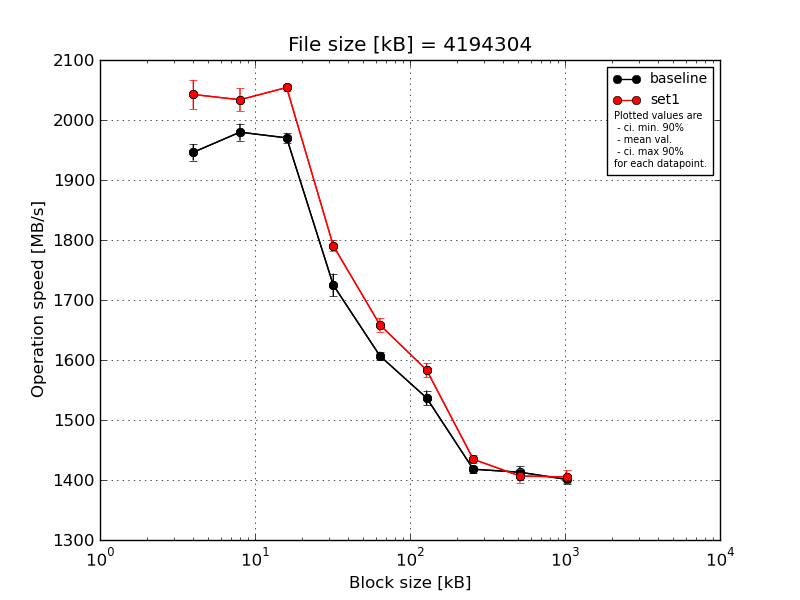 File size [kB] = 4194304
2100
2000
1900
1800
1700
1600
1500
1400
1300
Operation speed [MB/s]
baseline
set1
Plotted values are
- ci. min. 90%
- mean val.
- ci. max 90%
for each datapoint.
10⁰ 10¹ 10² 10³ 10⁴
Block size [kB]